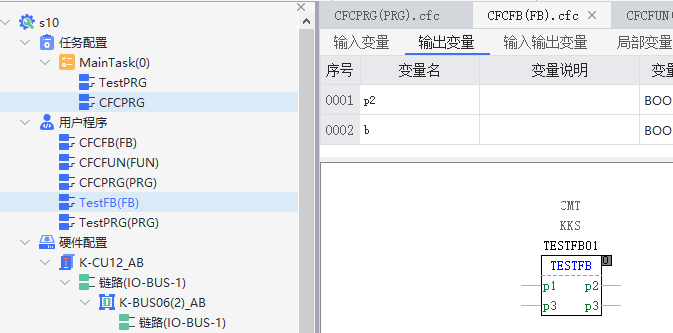 s10
任务配置
MainTask(0)
TestPRG
CFCPRG
用户程序
CFCFB(FB)
CFCFUN(FUN)
CFCPRG(PRG)
TestFB(FB)
TestPRG(PRG)
硬件配置
K-CU12_AB
链路(IO-BUS-1)
K-BUS06(2)_AB
链路(IO-BUS-1)
CFCPRG(PRG).cfc CFCFB(FB).cfc CFCFUN(
输入变量 输出变量 输入输出变量 局部变量
序号 变量名 变量说明 变量
0001 p2 BOO
0002 b BOO
CMT
KKS
TESTFB01
0
TESTFB
p1 p2
p3 p3